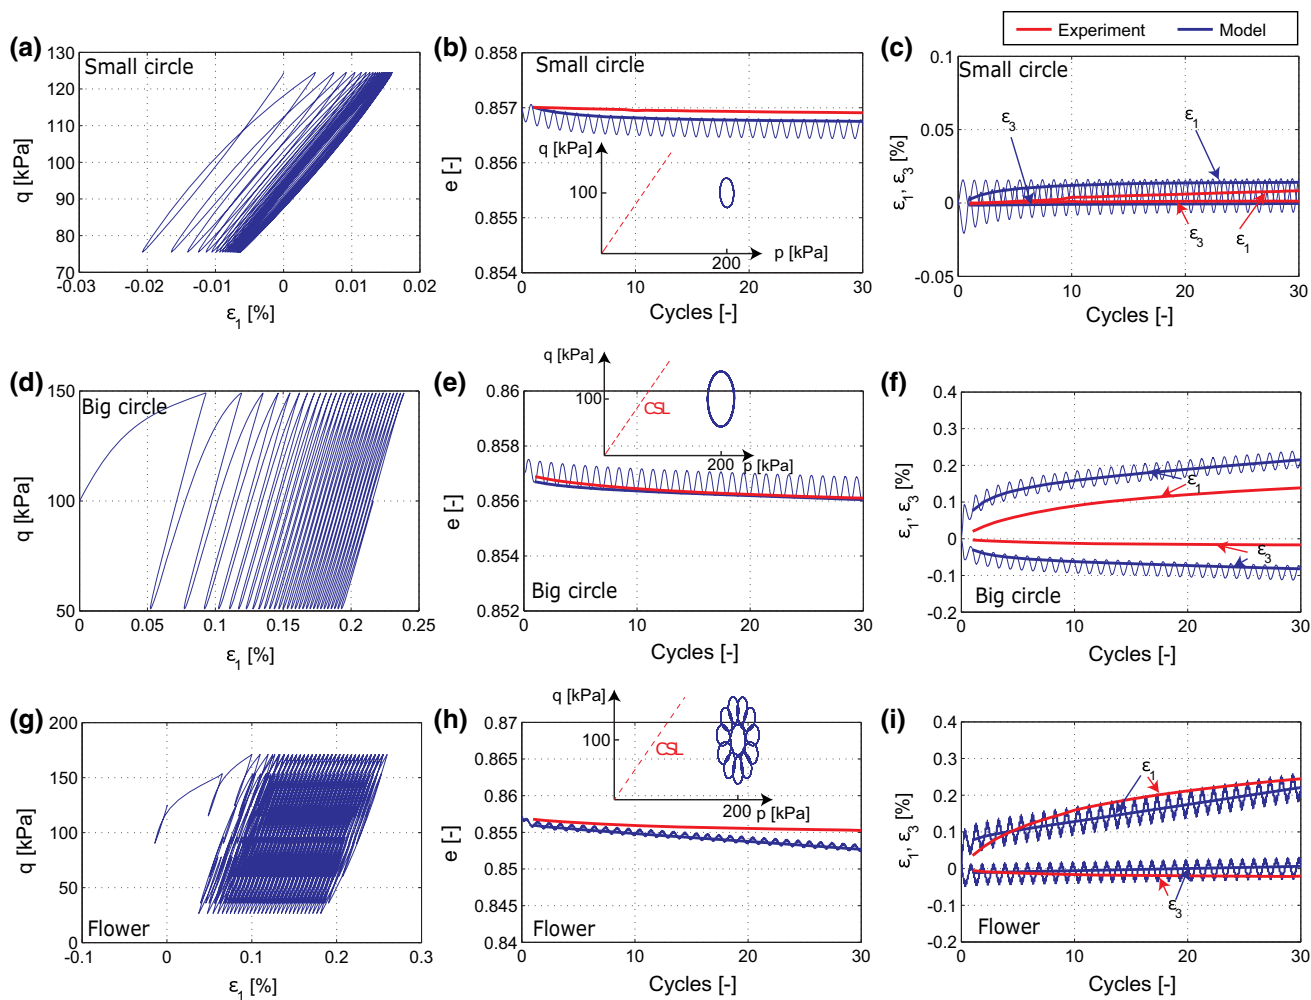 Experiment
Model
(a)
130
120
110
100
90
80
70
-0.03
-0.02
-0.01
0
0.01
0.02
q [kPa]
ε1 [%]
Small circle
(b)
0.858
0.857
0.856
0.855
0.854
0
10
20
30
e [-]
Cycles [-]
Small circle
q [kPa]
100
200
p [kPa]
(c)
0.1
0.05
0
-0.05
0
10
20
30
ε1, ε3 [%]
Cycles [-]
Small circle
ε3
ε1
ε3
ε1
(d)
150
100
50
0
0.05
0.1
0.15
0.2
0.25
q [kPa]
ε1 [%]
Big circle
(e)
0.86
0.858
0.856
0.854
0.852
0
10
20
30
e [-]
Cycles [-]
Big circle
q [kPa]
100
CSL
200
p [kPa]
(f)
0.4
0.3
0.2
0.1
0
-0.1
-0.2
0
10
20
30
ε1, ε3 [%]
Cycles [-]
Big circle
ε1
ε3
(g)
200
150
100
50
0
-0.1
0
0.1
0.2
0.3
q [kPa]
ε1 [%]
Flower
(h)
0.87
0.865
0.86
0.855
0.85
0.845
0.84
0
10
20
30
e [-]
Cycles [-]
Flower
q [kPa]
100
CSL
200
p [kPa]
(i)
0.4
0.3
0.2
0.1
0
-0.1
-0.2
0
10
20
30
ε1, ε3 [%]
Cycles [-]
Flower
ε1
ε3